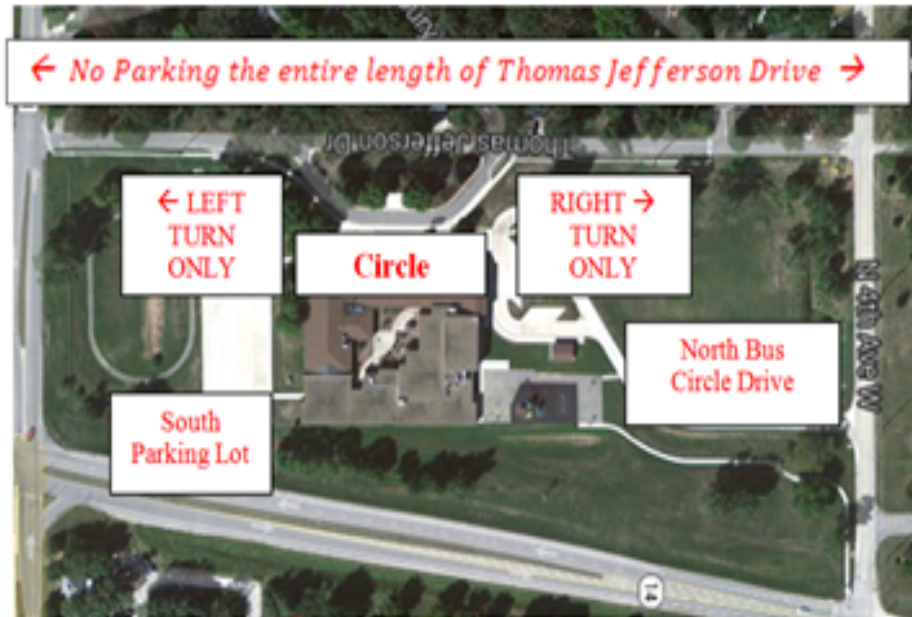 ← No Parking the entire length of Thomas Jefferson Drive →
Thomas Jefferson Dr
← LEFT
TURN
ONLY
RIGHT →
TURN
ONLY
Circle
N 4th Ave W
North Bus
Circle Drive
South
Parking Lot
14